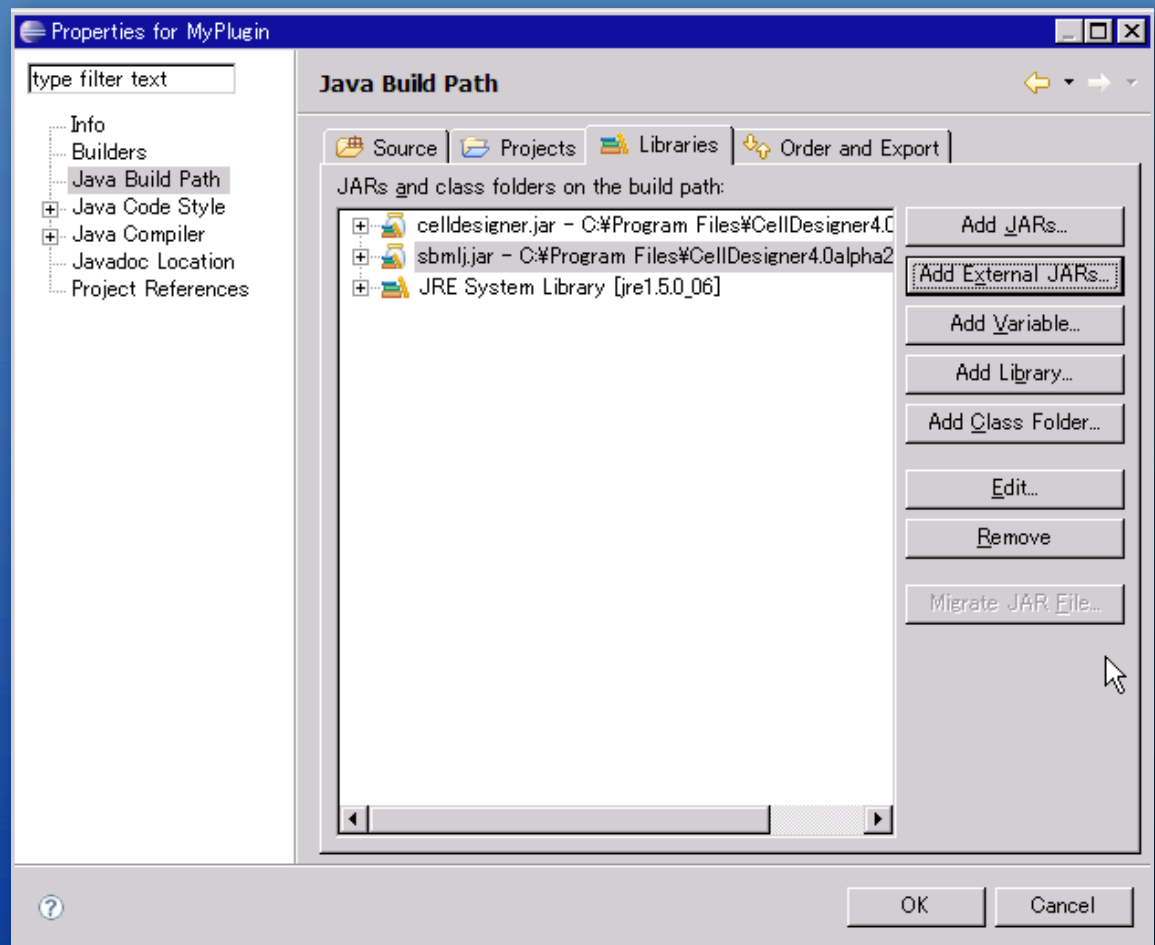 Properties for MyPlugin
type filter text
Info
Builders
Java Build Path
Java Code Style
Java Compiler
Javadoc Location
Project References
Java Build Path
Source
Projects
Libraries
Order and Export
JARs and class folders on the build path:
celldesigner.jar - C:¥Program Files¥CellDesigner4.0
sbmlj.jar - C:¥Program Files¥CellDesigner4.0alpha2
JRE System Library [jre1.5.0_06]
Add JARs...
Add External JARs...
Add Variable...
Add Library...
Add Class Folder...
Edit...
Remove
Migrate JAR File...
OK
Cancel